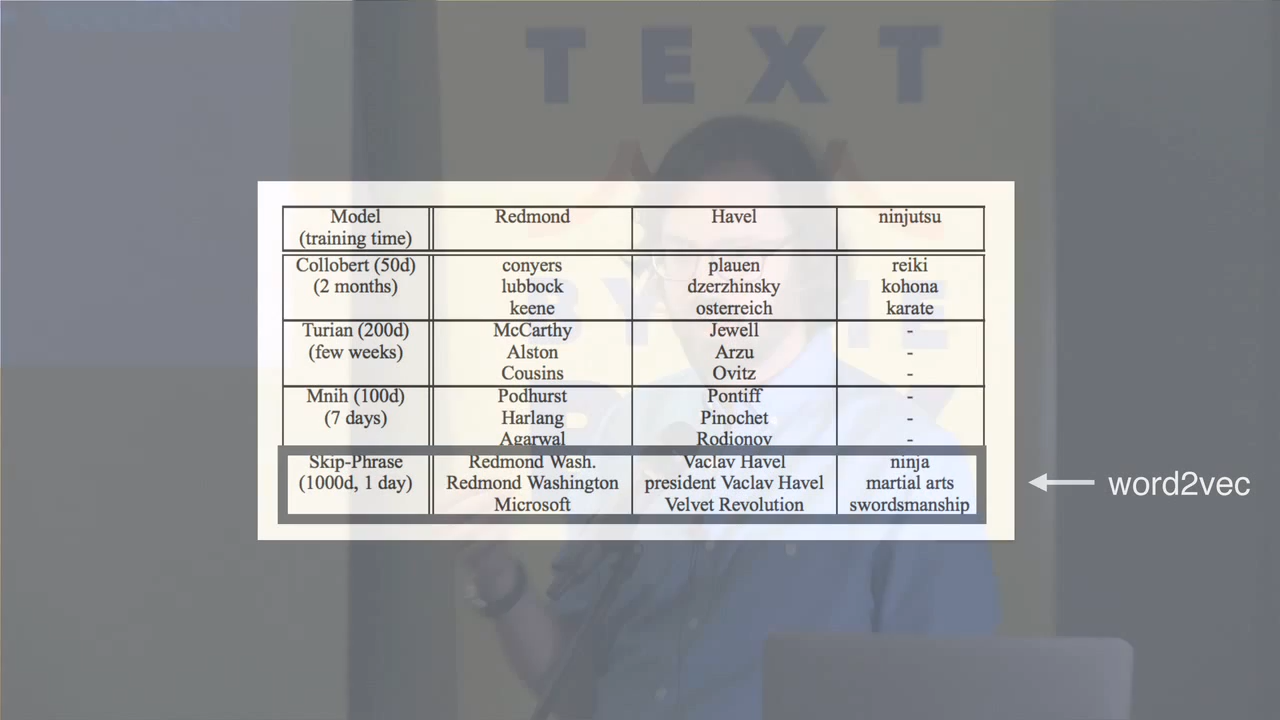 TEXT
BY THE
Model
(training time)
Redmond
Havel
ninjutsu
Collobert (50d)
(2 months)
conyers
lubbock
keene
plauen
dzerzhinsky
osterreich
reiki
kohona
karate
Turian (200d)
(few weeks)
McCarthy
Alston
Cousins
Jewell
Arzu
Ovitz
-
-
-
Mnih (100d)
(7 days)
Podhurst
Harlang
Agarwal
Pontiff
Pinochet
Rodionov
-
-
-
Skip-Phrase
(1000d, 1 day)
Redmond Wash.
Redmond Washington
Microsoft
Vaclav Havel
president Vaclav Havel
Velvet Revolution
ninja
martial arts
swordsmanship
word2vec